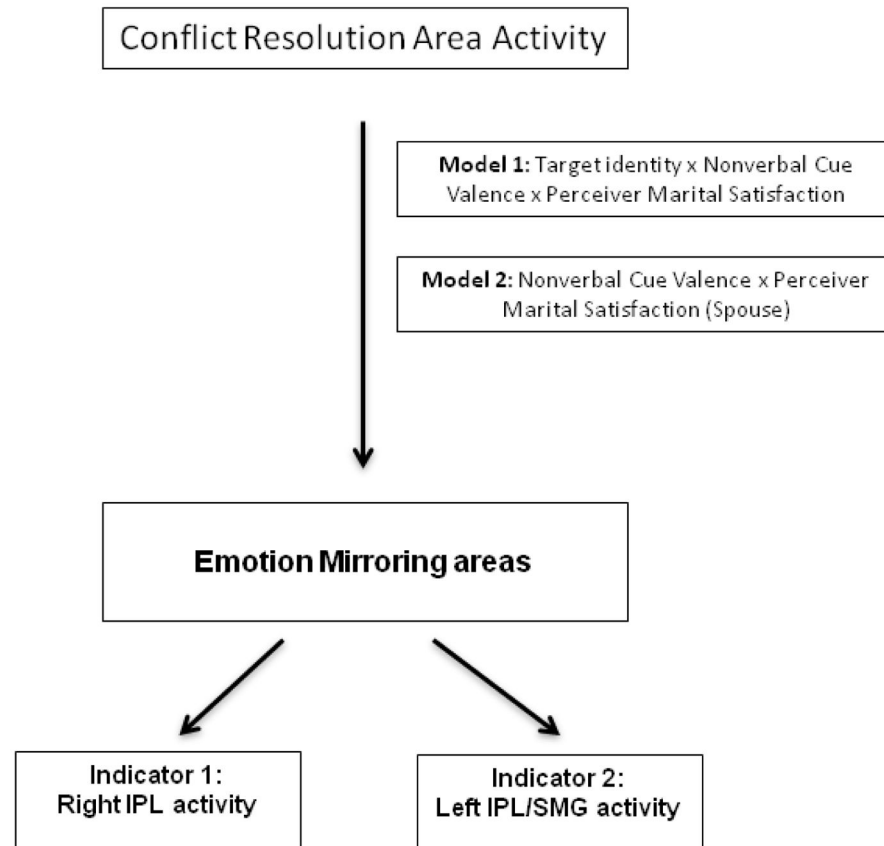 Conflict Resolution Area Activity
Model 1: Target identity x Nonverbal Cue
Valence x Perceiver Marital Satisfaction
Model 2: Nonverbal Cue Valence x Perceiver
Marital Satisfaction (Spouse)
Emotion Mirroring areas
Indicator 1:
Right IPL activity
Indicator 2:
Left IPL/SMG activity